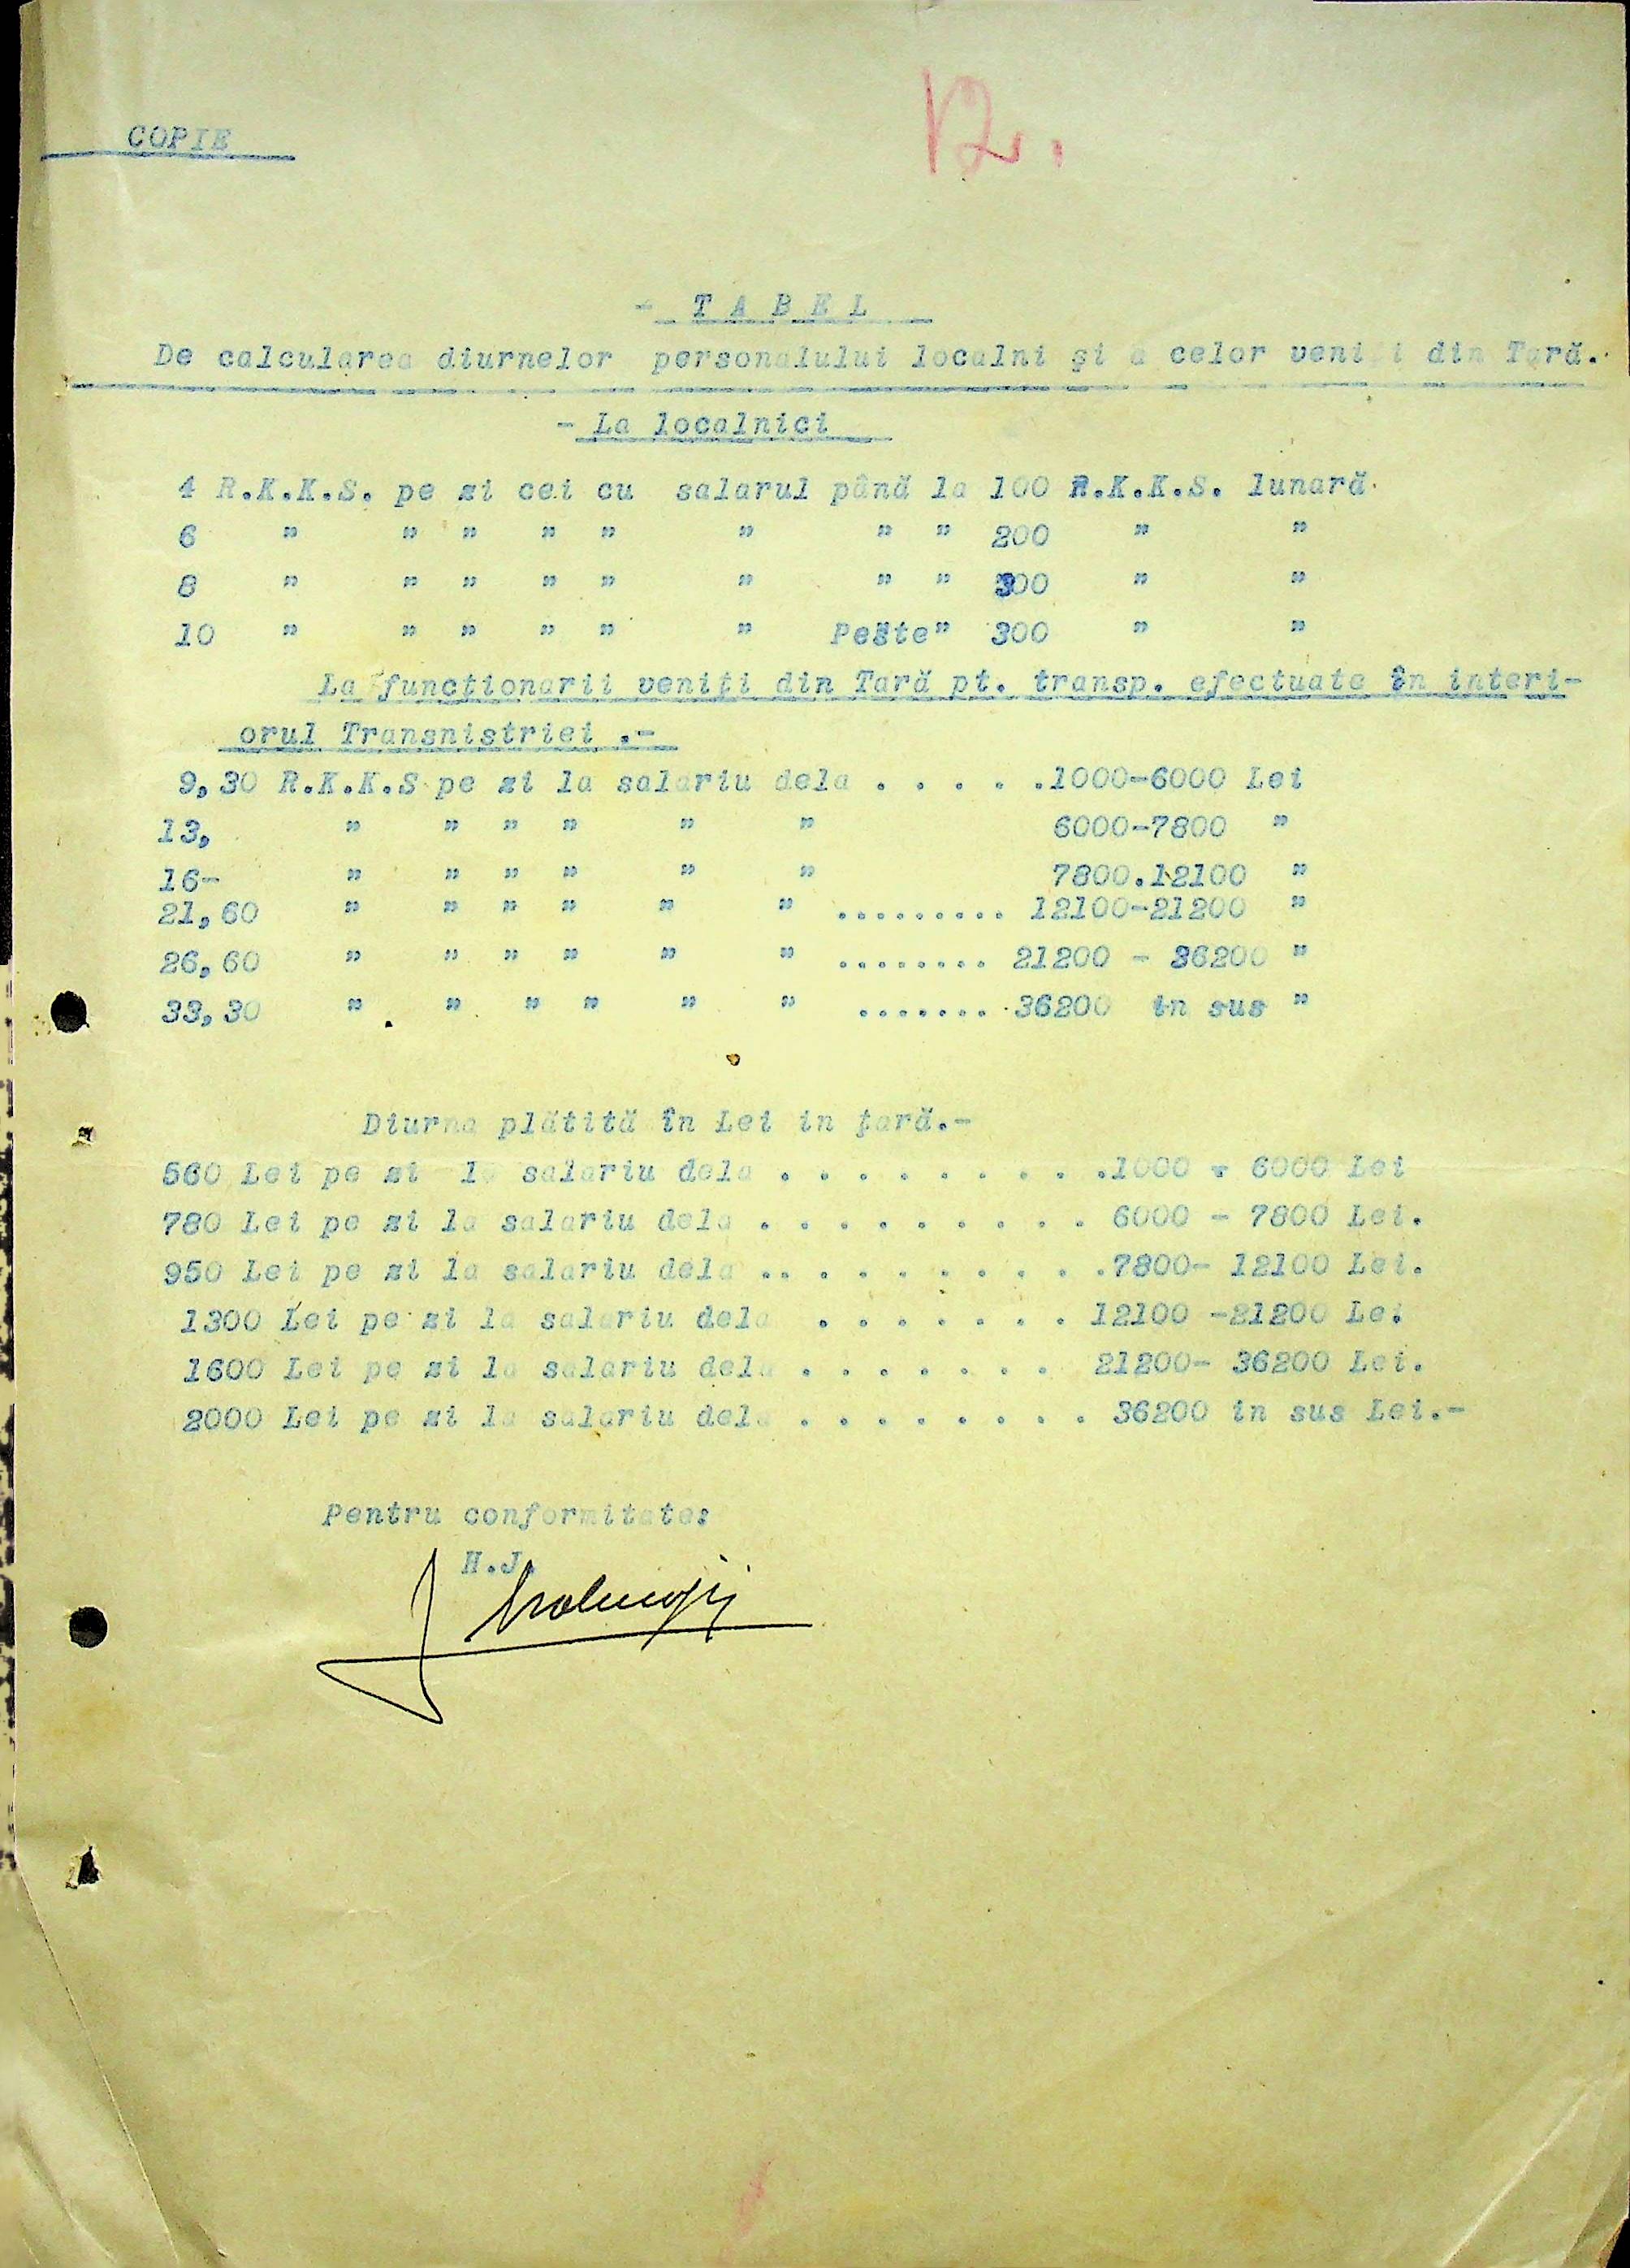 12.
COPIE
- T A B E L
De calcularea diurnelor personalului localni şi a celor veniţi din Tară.
- La localnici
4 R.K.K.S. pe zi cei cu salarul până la 100 R.K.K.S. lunară
6 " " " " " " " " 200 " "
8 " " " " " " " " 300 " "
10 " " " " " " Peste " 300 " "
La funcţionarii veniţi din Tară pt. transp. efectuate în interi-
orul Transnistriei .-
9,30 R.K.K.S pe zi la salariu dela . . . . .1000-6000 Lei
13, " " " " " " 6000-7800 "
16- " " " " " " 7800.12100 "
21,60 " " " " " " ......... 12100-21200 "
26,60 " " " " " " ........ 21200 - 36200 "
33,30 " " " " " " ....... 36200 in sus "
Diurna plătită în Lei in ţară.-
560 Lei pe zi la salariu dela . . . . . . . . .1000 - 6000 Lei
780 Lei pe zi la salariu dela . . . . . . . . . 6000 - 7800 Lei.
950 Lei pe zi la salariu dela .. . . . . . . . .7800- 12100 Lei.
1300 Lei pe zi la salariu dela . . . . . . . 12100 -21200 Le.
1600 Lei pe zi la salariu dela . . . . . . . 21200- 36200 Lei.
2000 Lei pe zi la salariu dela . . . . . . . . 36200 in sus Lei.-
Pentru conformitate:
H.J.